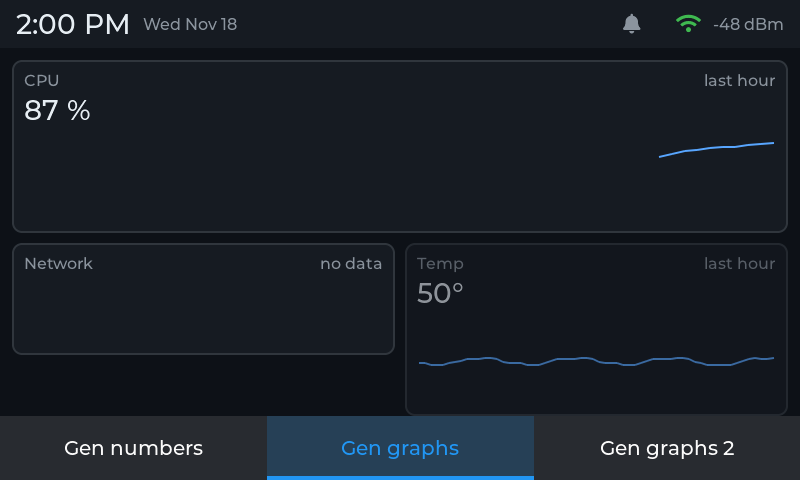 2:00 PM Wed Nov 18 -48 dBm
CPU last hour
87 %
Network no data
Temp last hour
50°
Gen numbers Gen graphs Gen graphs 2